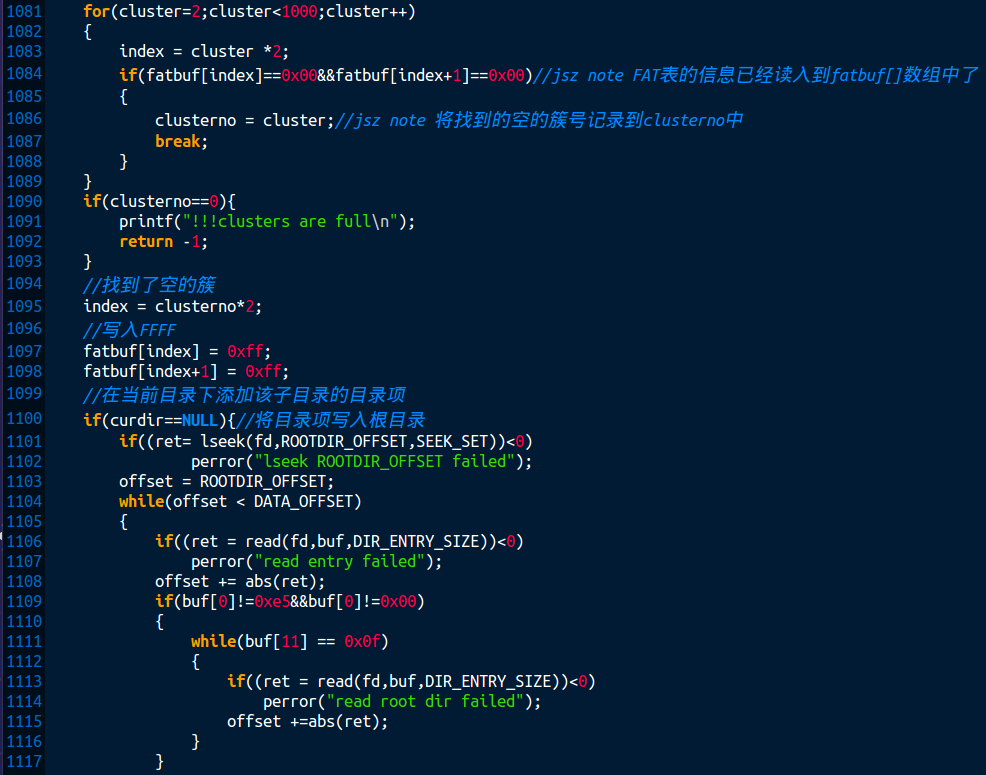 1081 for(cluster=2;cluster<1000;cluster++)
1082 {
1083 index = cluster *2;
1084 if(fatbuf[index]==0x00&&fatbuf[index+1]==0x00)//jsz note FAT表的信息已经读入到fatbuf[]数组中了
1085 {
1086 clusterno = cluster;//jsz note 将找到的空的簇号记录到clusterno中
1087 break;
1088 }
1089 }
1090 if(clusterno==0){
1091 printf("!!!clusters are full\n");
1092 return -1;
1093 }
1094 //找到了空的簇
1095 index = clusterno*2;
1096 //写入FFFF
1097 fatbuf[index] = 0xff;
1098 fatbuf[index+1] = 0xff;
1099 //在当前目录下添加该子目录的目录项
1100 if(curdir==NULL){//将目录项写入根目录
1101 if((ret= lseek(fd,ROOTDIR_OFFSET,SEEK_SET))<0)
1102 perror("lseek ROOTDIR_OFFSET failed");
1103 offset = ROOTDIR_OFFSET;
1104 while(offset < DATA_OFFSET)
1105 {
1106 if((ret = read(fd,buf,DIR_ENTRY_SIZE))<0)
1107 perror("read entry failed");
1108 offset += abs(ret);
1109 if(buf[0]!=0xe5&&buf[0]!=0x00)
1110 {
1111 while(buf[11] == 0x0f)
1112 {
1113 if((ret = read(fd,buf,DIR_ENTRY_SIZE))<0)
1114 perror("read root dir failed");
1115 offset +=abs(ret);
1116 }
1117 }